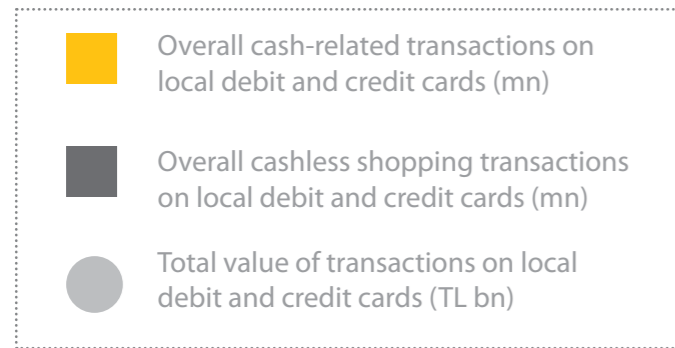 Overall cash-related transactions on
local debit and credit cards (mn)
Overall cashless shopping transactions
on local debit and credit cards (mn)
Total value of transactions on local
debit and credit cards (TL bn)